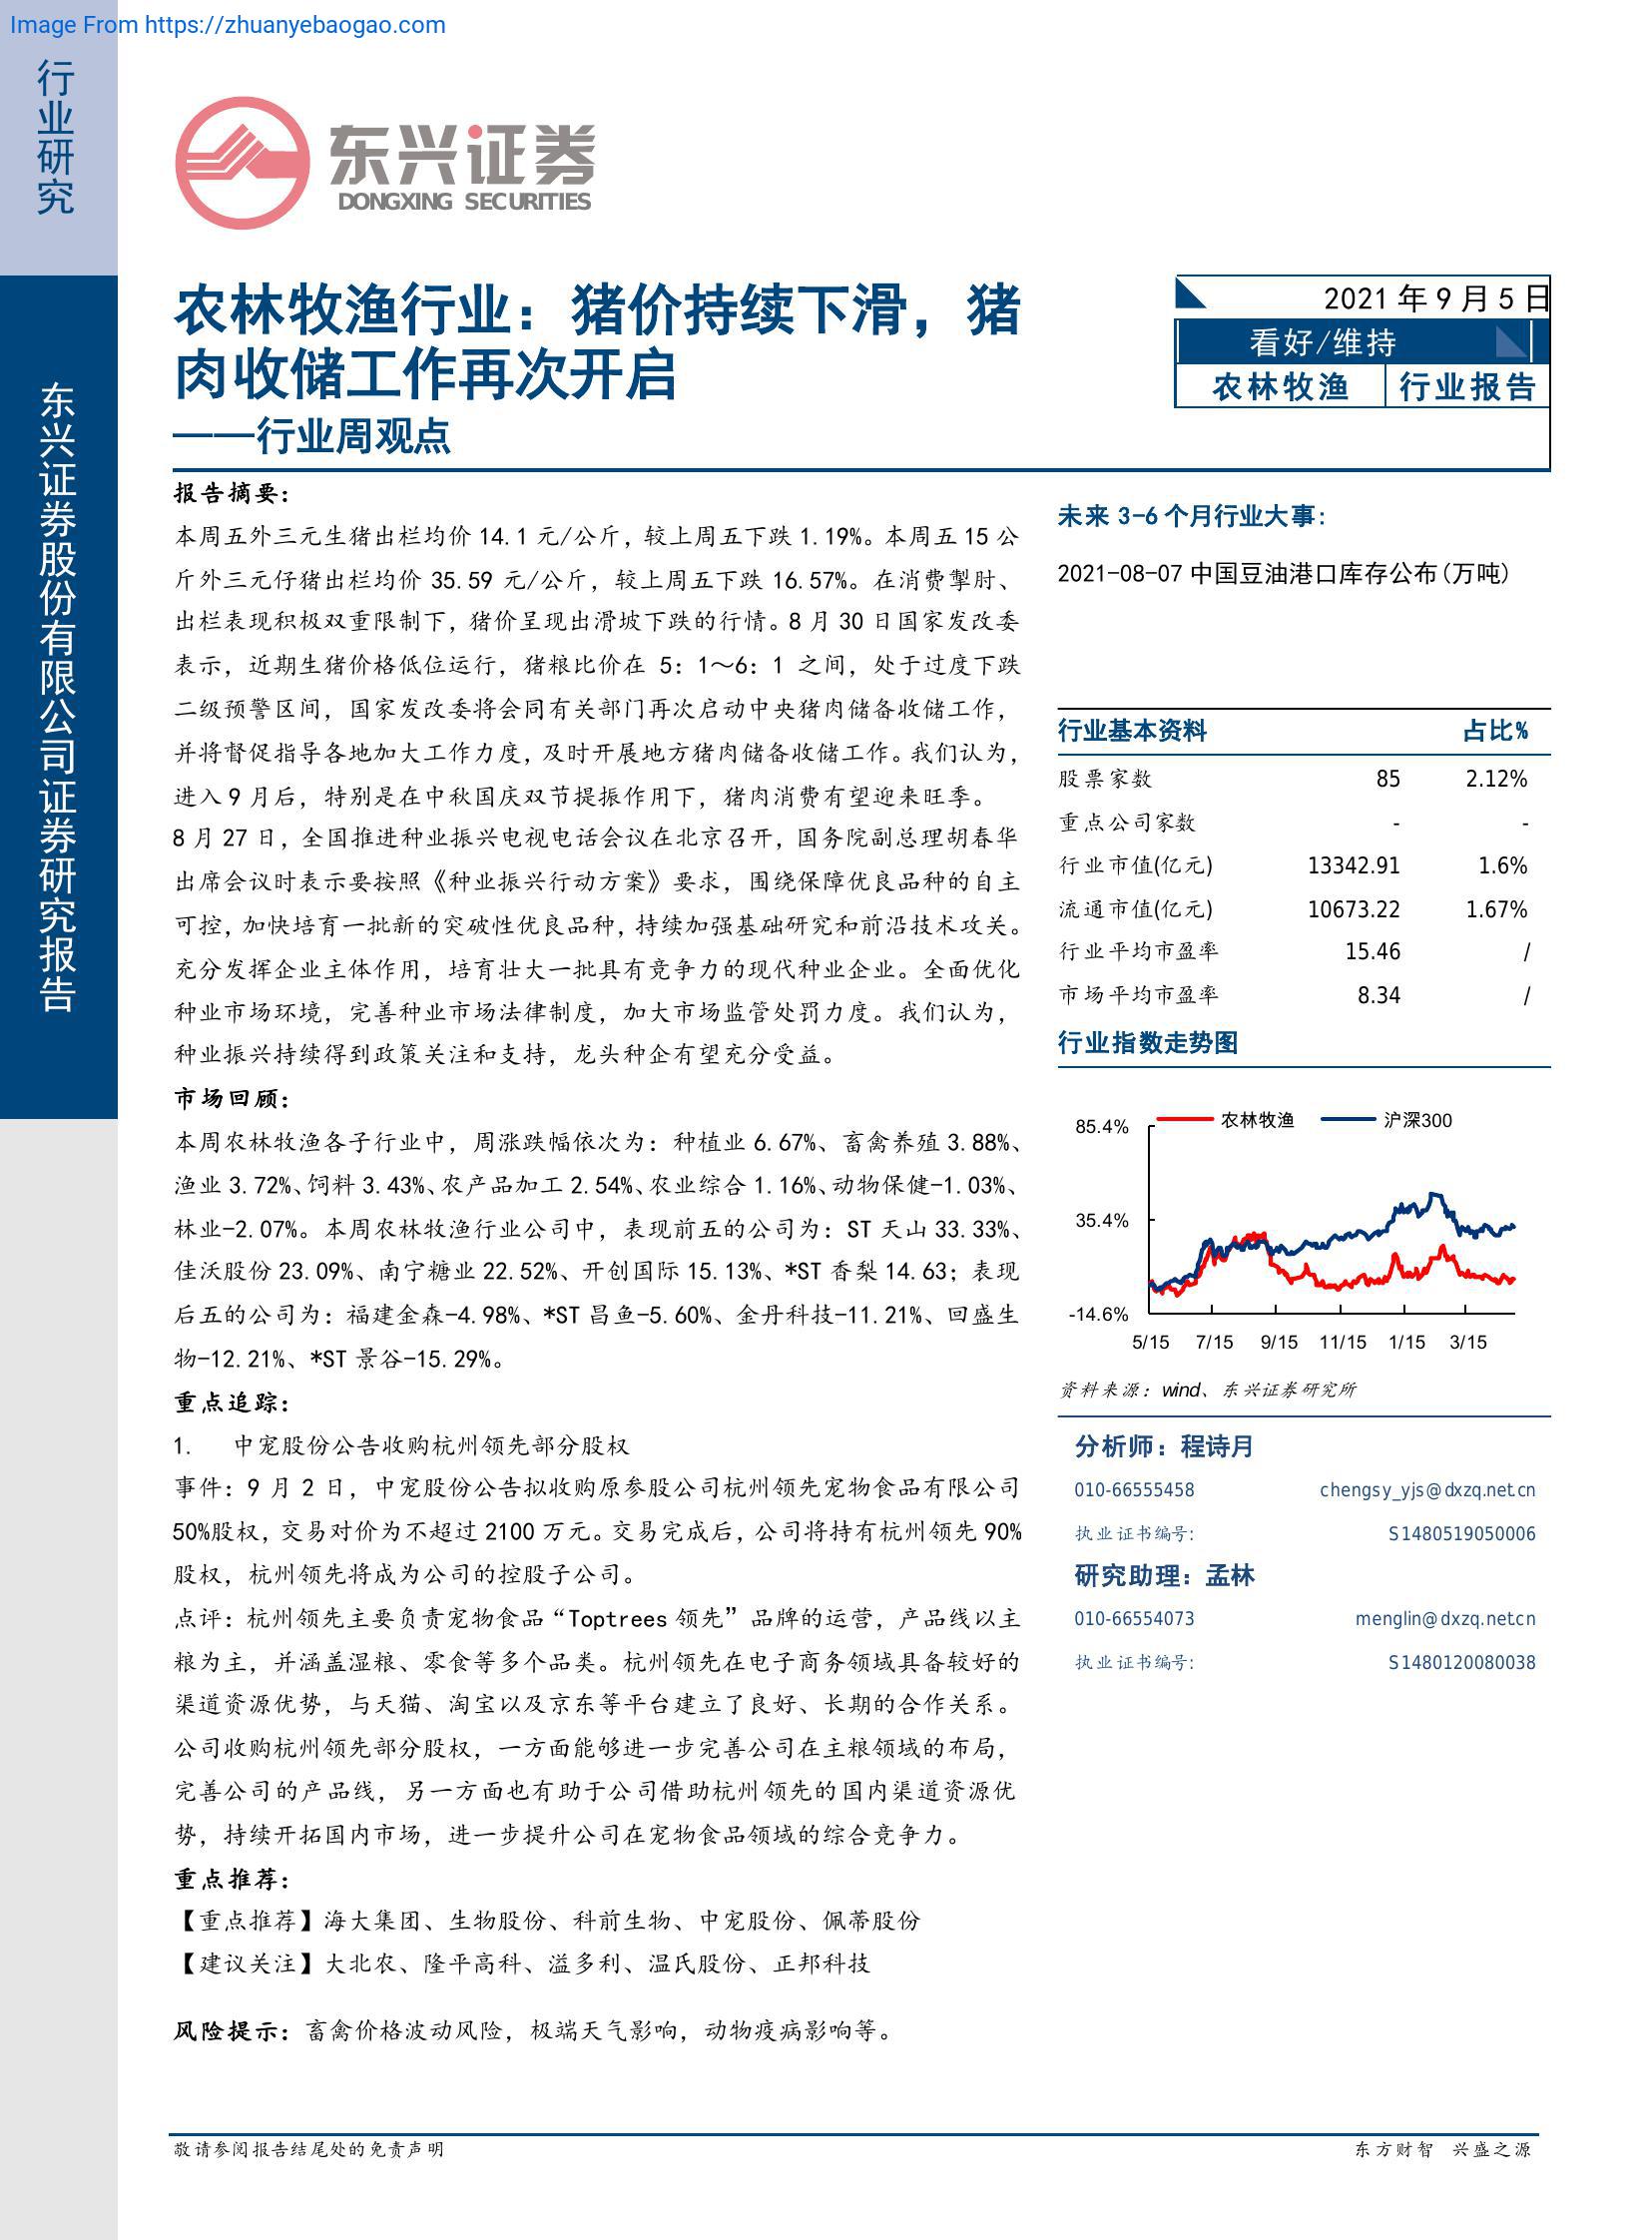 Image From https://zhuanyebaogao.com
行业研究
东兴证券股份有限公司证券研究报告
东兴证券
DONGXING SECURITIES
农林牧渔行业：猪价持续下滑，猪
肉收储工作再次开启
——行业周观点
2021 年 9 月 5 日
看好/维持
农林牧渔 行业报告
报告摘要：
本周五外三元生猪出栏均价 14.1 元/公斤，较上周五下跌 1.19%。本周五 15 公
斤外三元仔猪出栏均价 35.59 元/公斤，较上周五下跌 16.57%。在消费掣肘、
出栏表现积极双重限制下，猪价呈现出滑坡下跌的行情。8 月 30 日国家发改委
表示，近期生猪价格低位运行，猪粮比价在 5：1～6：1 之间，处于过度下跌
二级预警区间，国家发改委将会同有关部门再次启动中央猪肉储备收储工作，
并将督促指导各地加大工作力度，及时开展地方猪肉储备收储工作。我们认为，
进入 9 月后，特别是在中秋国庆双节提振作用下，猪肉消费有望迎来旺季。
8 月 27 日，全国推进种业振兴电视电话会议在北京召开，国务院副总理胡春华
出席会议时表示要按照《种业振兴行动方案》要求，围绕保障优良品种的自主
可控，加快培育一批新的突破性优良品种，持续加强基础研究和前沿技术攻关。
充分发挥企业主体作用，培育壮大一批具有竞争力的现代种业企业。全面优化
种业市场环境，完善种业市场法律制度，加大市场监管处罚力度。我们认为，
种业振兴持续得到政策关注和支持，龙头种企有望充分受益。
市场回顾：
本周农林牧渔各子行业中，周涨跌幅依次为：种植业 6.67%、畜禽养殖 3.88%、
渔业 3.72%、饲料 3.43%、农产品加工 2.54%、农业综合 1.16%、动物保健-1.03%、
林业-2.07%。本周农林牧渔行业公司中，表现前五的公司为：ST 天山 33.33%、
佳沃股份 23.09%、南宁糖业 22.52%、开创国际 15.13%、*ST 香梨 14.63；表现
后五的公司为：福建金森-4.98%、*ST 昌鱼-5.60%、金丹科技-11.21%、回盛生
物-12.21%、*ST 景谷-15.29%。
重点追踪：
1. 中宠股份公告收购杭州领先部分股权
事件：9 月 2 日，中宠股份公告拟收购原参股公司杭州领先宠物食品有限公司
50%股权，交易对价为不超过 2100 万元。交易完成后，公司将持有杭州领先 90%
股权，杭州领先将成为公司的控股子公司。
点评：杭州领先主要负责宠物食品“Toptrees 领先”品牌的运营，产品线以主
粮为主，并涵盖湿粮、零食等多个品类。杭州领先在电子商务领域具备较好的
渠道资源优势，与天猫、淘宝以及京东等平台建立了良好、长期的合作关系。
公司收购杭州领先部分股权，一方面能够进一步完善公司在主粮领域的布局，
完善公司的产品线，另一方面也有助于公司借助杭州领先的国内渠道资源优
势，持续开拓国内市场，进一步提升公司在宠物食品领域的综合竞争力。
重点推荐：
【重点推荐】海大集团、生物股份、科前生物、中宠股份、佩蒂股份
【建议关注】大北农、隆平高科、溢多利、温氏股份、正邦科技
风险提示：畜禽价格波动风险，极端天气影响，动物疫病影响等。
未来 3-6 个月行业大事：
2021-08-07 中国豆油港口库存公布(万吨)
行业基本资料 占比%
股票家数 85 2.12%
重点公司家数 - -
行业市值(亿元) 13342.91 1.6%
流通市值(亿元) 10673.22 1.67%
行业平均市盈率 15.46 /
市场平均市盈率 8.34 /
行业指数走势图
农林牧渔 沪深300
85.4%
35.4%
-14.6%
5/15 7/15 9/15 11/15 1/15 3/15
资料来源：wind、东兴证券研究所
分析师：程诗月
010-66555458 chengsy_yjs@dxzq.net.cn
执业证书编号: S1480519050006
研究助理：孟林
010-66554073 menglin@dxzq.net.cn
执业证书编号: S1480120080038
敬请参阅报告结尾处的免责声明
东方财智 兴盛之源